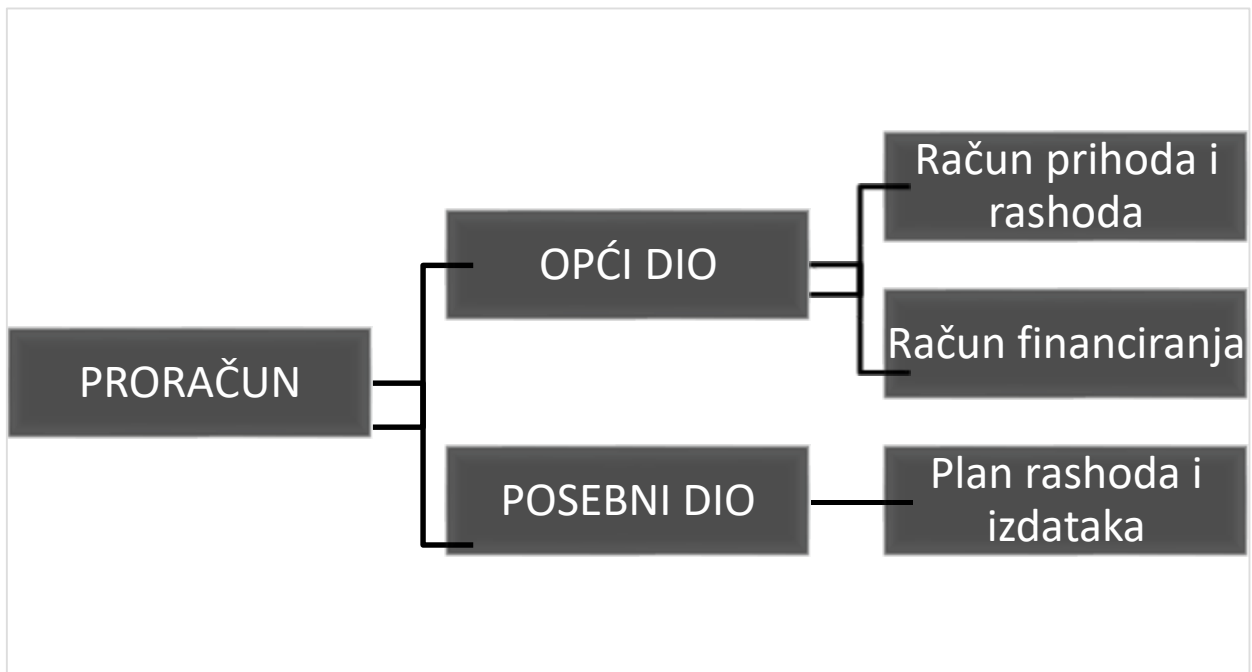 PRORAČUN
OPĆI DIO
Račun prihoda i
rashoda
Račun financiranja
POSEBNI DIO
Plan rashoda i
izdataka